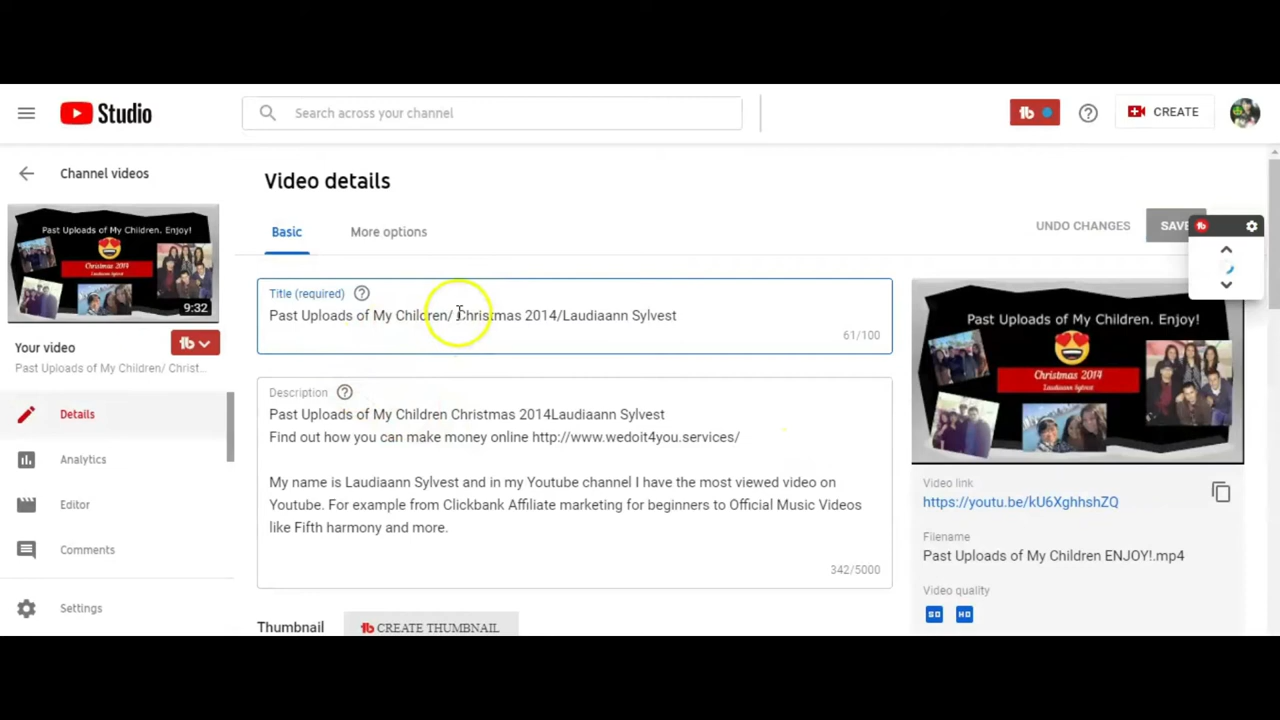 Studio
Search across your channel
CREATE
Channel videos
Past Uploads of My Children. Enjoy!
Christmas 2014
Laudiaann Sylvest
9:32
Your video
Past Uploads of My Children/ Christ...
Details
Analytics
Editor
Comments
Settings
Video details
Basic
More options
UNDO CHANGES
SAVE
Title (required)
Past Uploads of My Children/ Christmas 2014/Laudiaann Sylvest
61/100
Description
Past Uploads of My Children Christmas 2014Laudiaann Sylvest
Find out how you can make money online http://www.wedoit4you.services/
My name is Laudiaann Sylvest and in my Youtube channel I have the most viewed video on
Youtube. For example from Clickbank Affiliate marketing for beginners to Official Music Videos
like Fifth harmony and more.
342/5000
Thumbnail
CREATE THUMBNAIL
Past Uploads of My Children. Enjoy!
Christmas 2014
Laudiaann Sylvest
Video link
https://youtu.be/kU6XghhshZQ
Filename
Past Uploads of My Children ENJOY!.mp4
Video quality
SD HD